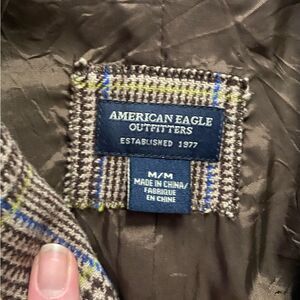 AMERICAN EAGLE
OUTFITTERS
ESTABLISHED 1977
M/M
MADE IN CHINA/
FABRIQUE
EN CHINE